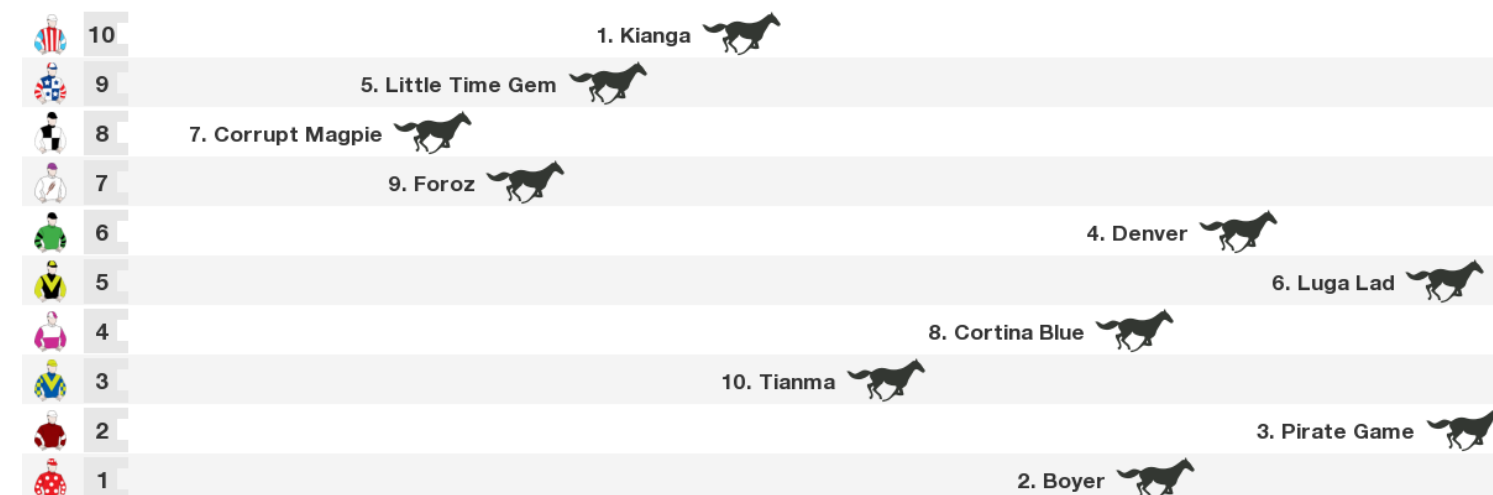 10 1. Kianga
9 5. Little Time Gem
8 7. Corrupt Magpie
7 9. Foroz
6 4. Denver
5 6. Luga Lad
4 8. Cortina Blue
3 10. Tianma
2 3. Pirate Game
1 2. Boyer